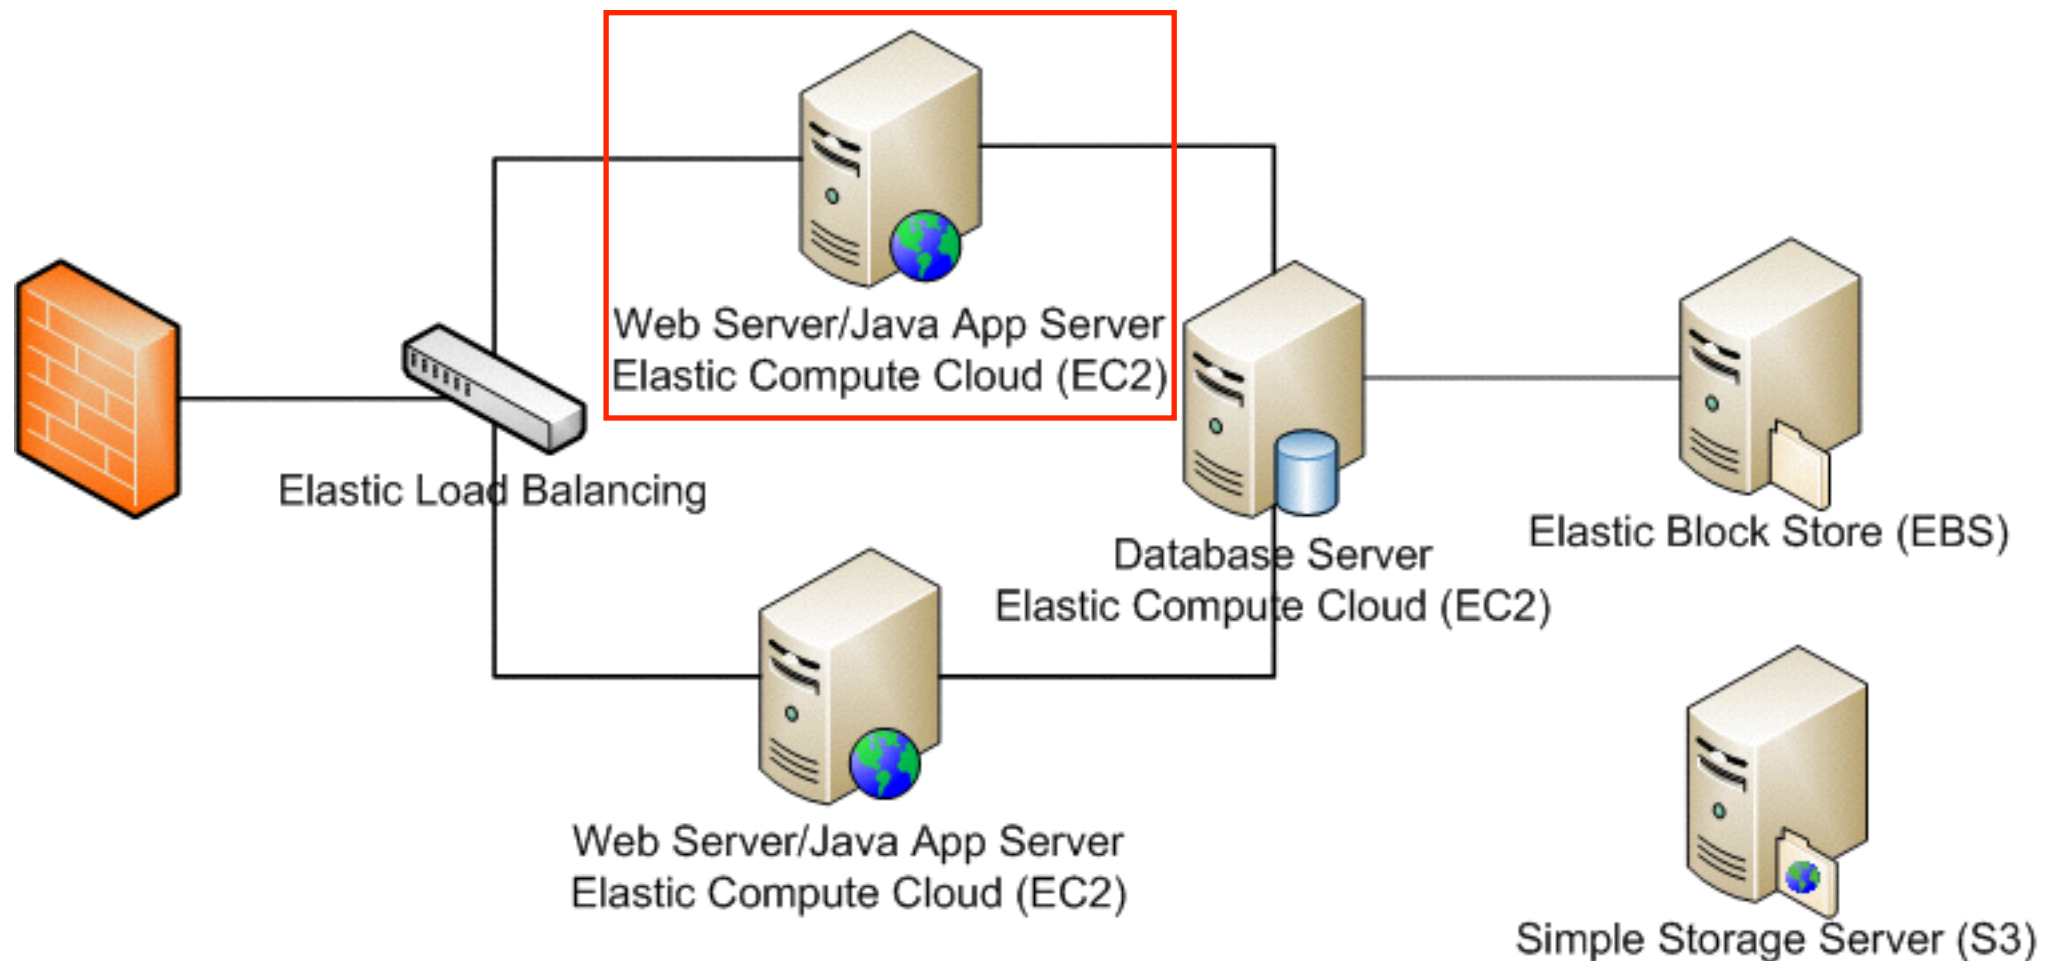 Web Server/Java App Server
Elastic Compute Cloud (EC2)
Elastic Load Balancing
Database Server
Elastic Compute Cloud (EC2)
Elastic Block Store (EBS)
Web Server/Java App Server
Elastic Compute Cloud (EC2)
Simple Storage Server (S3)